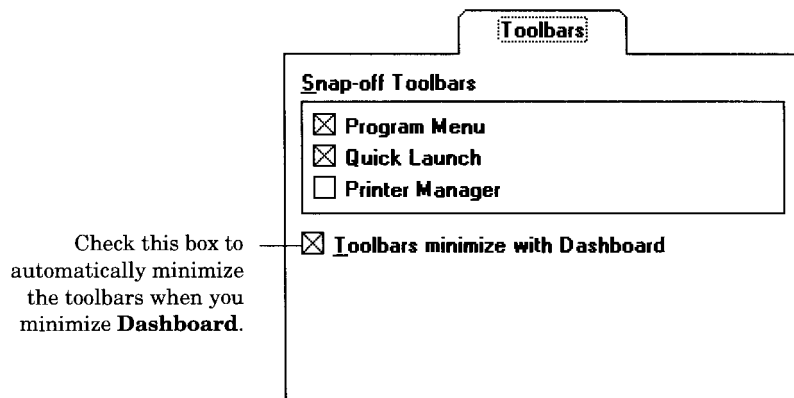 Toolbars
Snap-off Toolbars
Program Menu
Quick Launch
Printer Manager
Toolbars minimize with Dashboard
Check this box to
automatically minimize
the toolbars when you
minimize Dashboard.